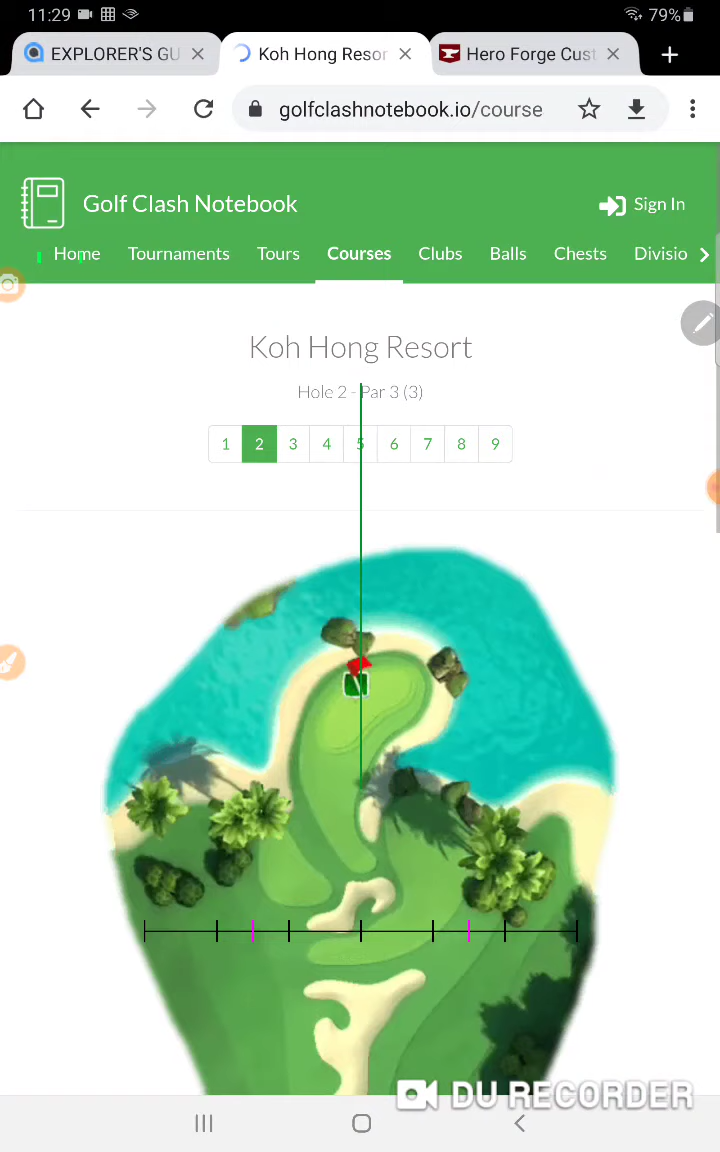 11:29 79%
EXPLORER'S GU Koh Hong Resor Hero Forge Cust
golfclashnotebook.io/course
Golf Clash Notebook Sign In
Home Tournaments Tours Courses Clubs Balls Chests Divisio
Koh Hong Resort
Hole 2 - Par 3 (3)
1 2 3 4 5 6 7 8 9
DU RECORDER